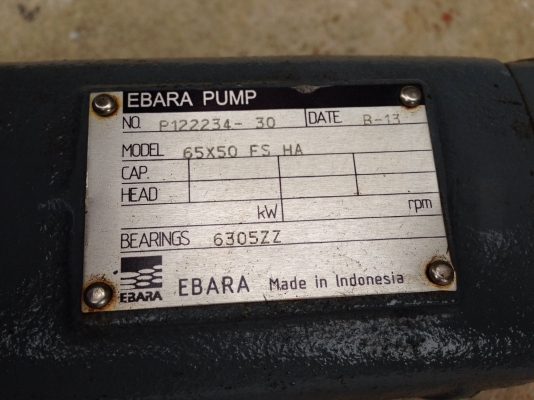 EBARA PUMP
NO. P122234-30 DATE B-13
MODEL 65X50 FS HA
CAP.
HEAD
kW rpm
BEARINGS 6305ZZ
EBARA EBARA Made in Indonesia